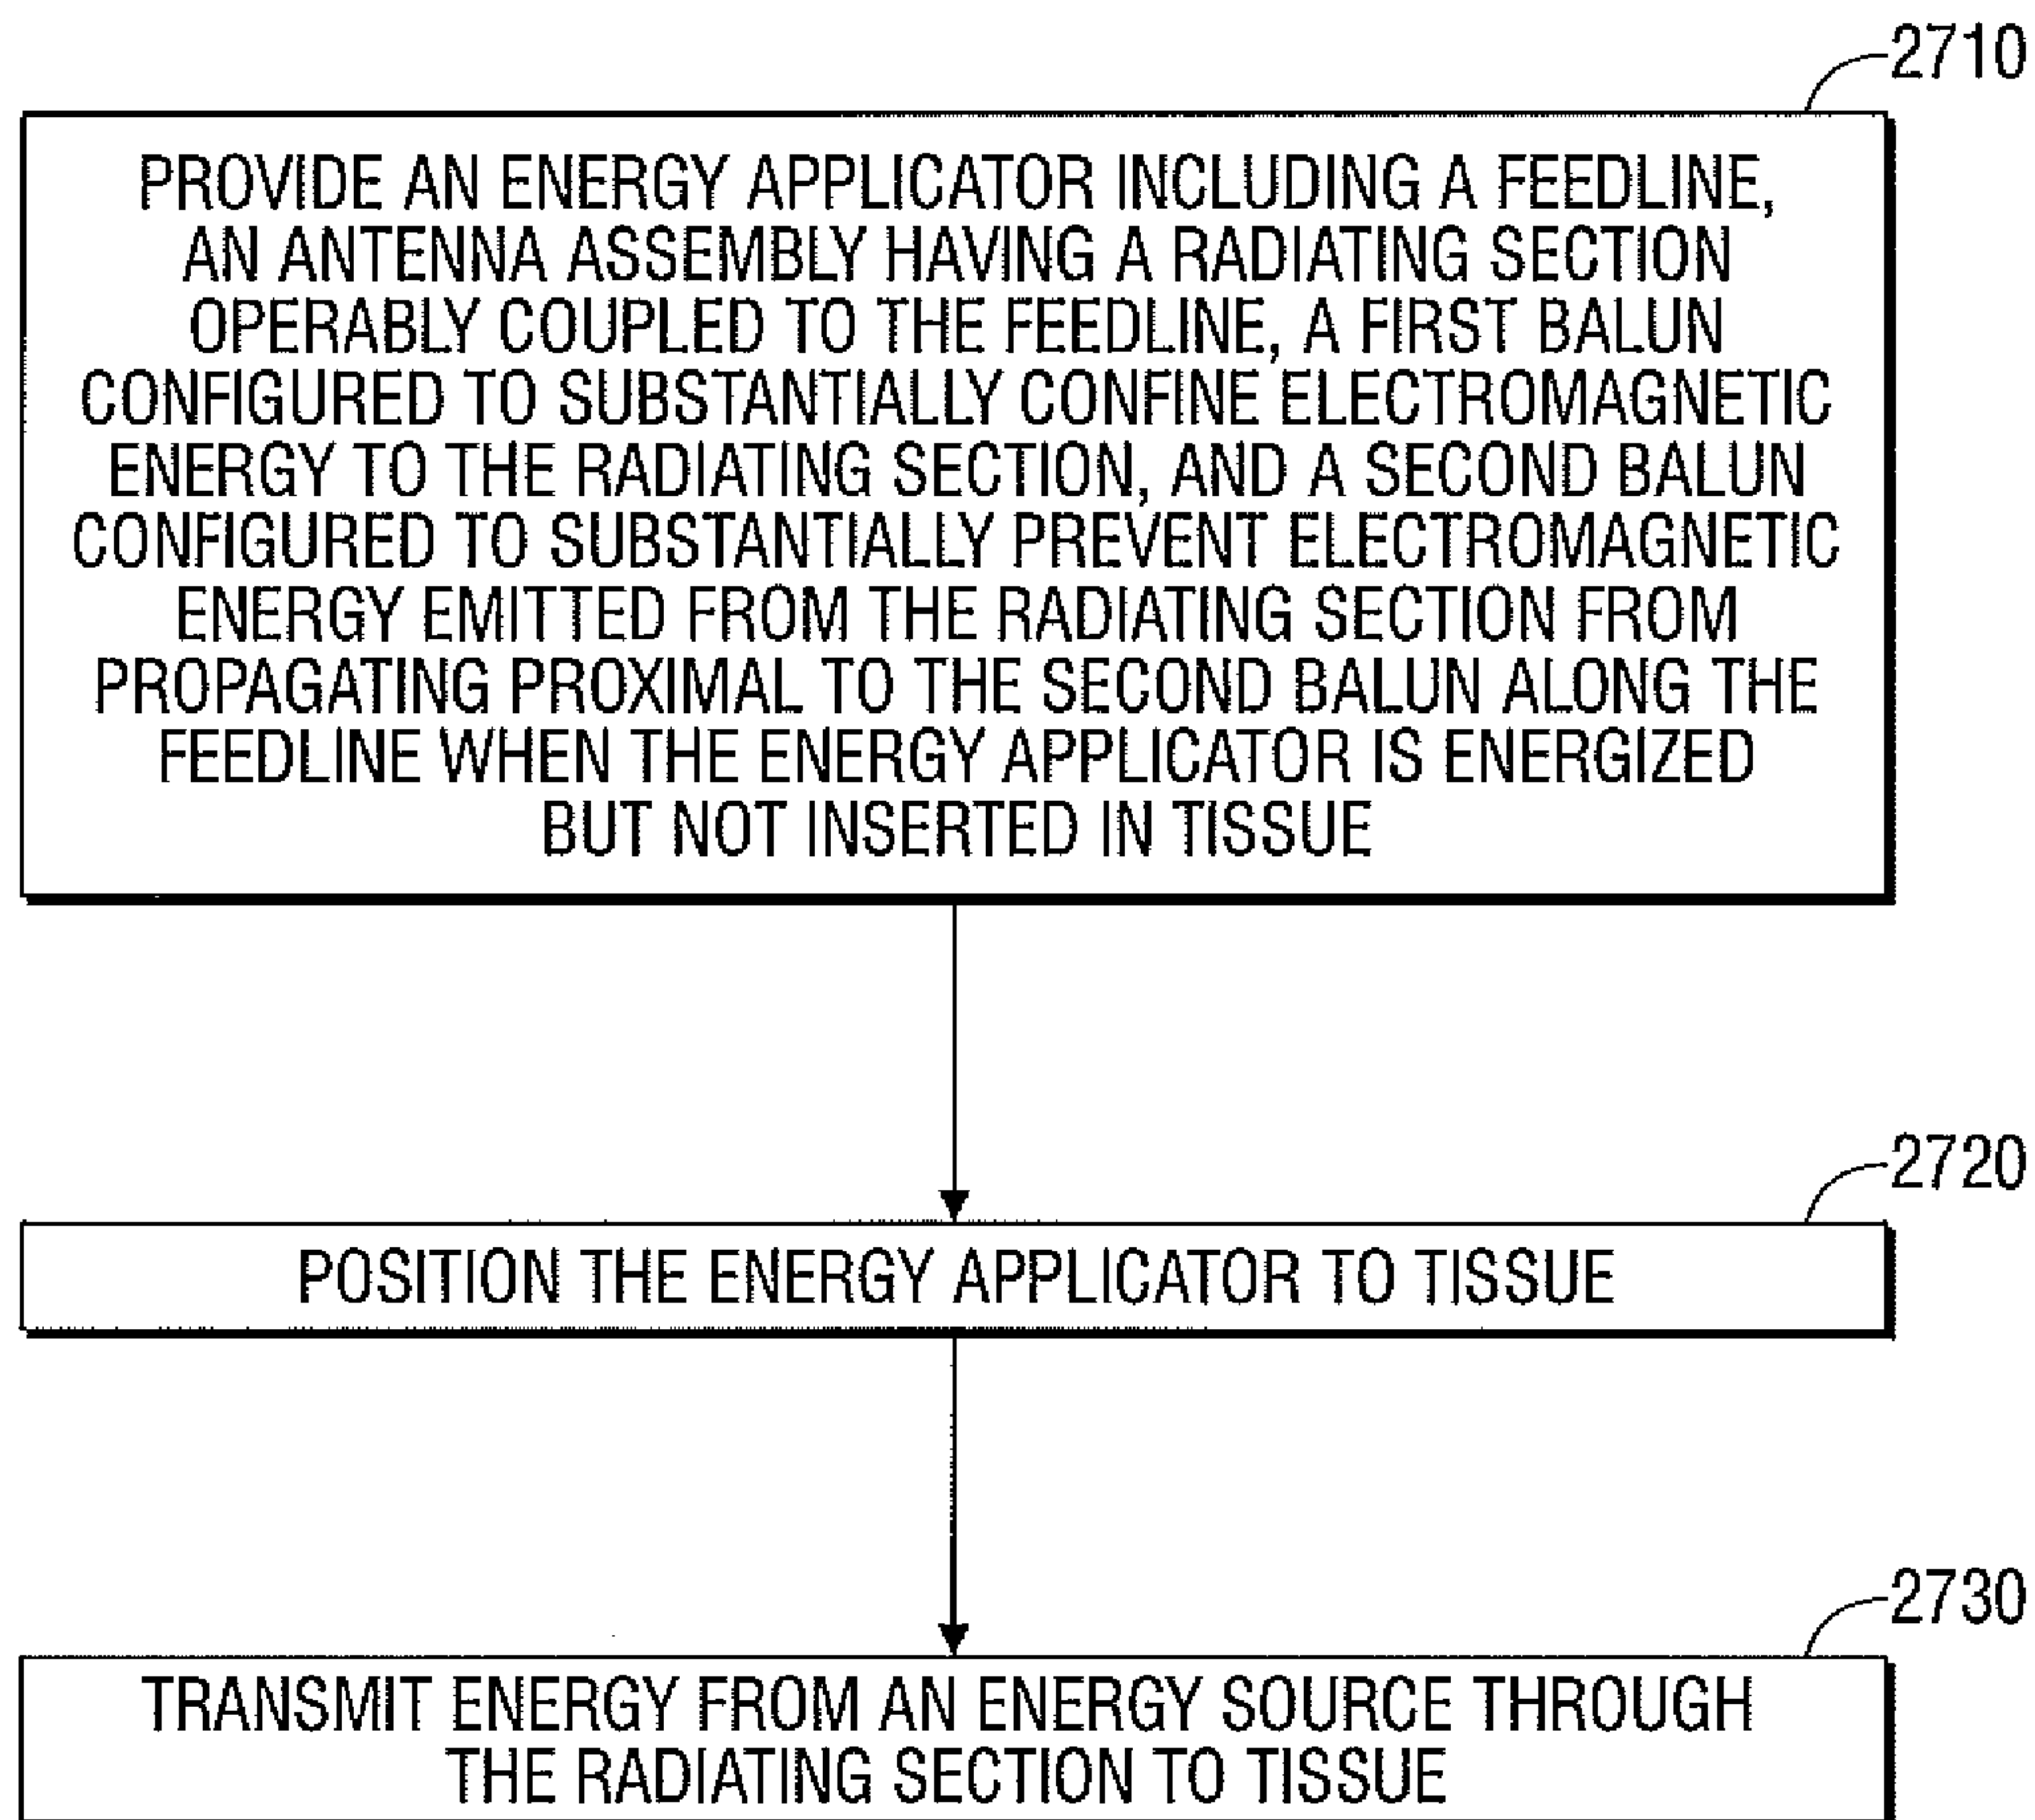 2710
PROVIDE AN ENERGY APPLICATOR INCLUDING A FEEDLINE,
AN ANTENNA ASSEMBLY HAVING A RADIATING SECTION
OPERABLY COUPLED TO THE FEEDLINE, A FIRST BALUN
CONFIGURED TO SUBSTANTIALLY CONFINE ELECTROMAGNETIC
ENERGY TO THE RADIATING SECTION, AND A SECOND BALUN
CONFIGURED TO SUBSTANTIALLY PREVENT ELECTROMAGNETIC
ENERGY EMITTED FROM THE RADIATING SECTION FROM
PROPAGATING PROXIMAL TO THE SECOND BALUN ALONG THE
FEEDLINE WHEN THE ENERGY APPLICATOR IS ENERGIZED
BUT NOT INSERTED IN TISSUE
2720
POSITION THE ENERGY APPLICATOR TO TISSUE
2730
TRANSMIT ENERGY FROM AN ENERGY SOURCE THROUGH
THE RADIATING SECTION TO TISSUE